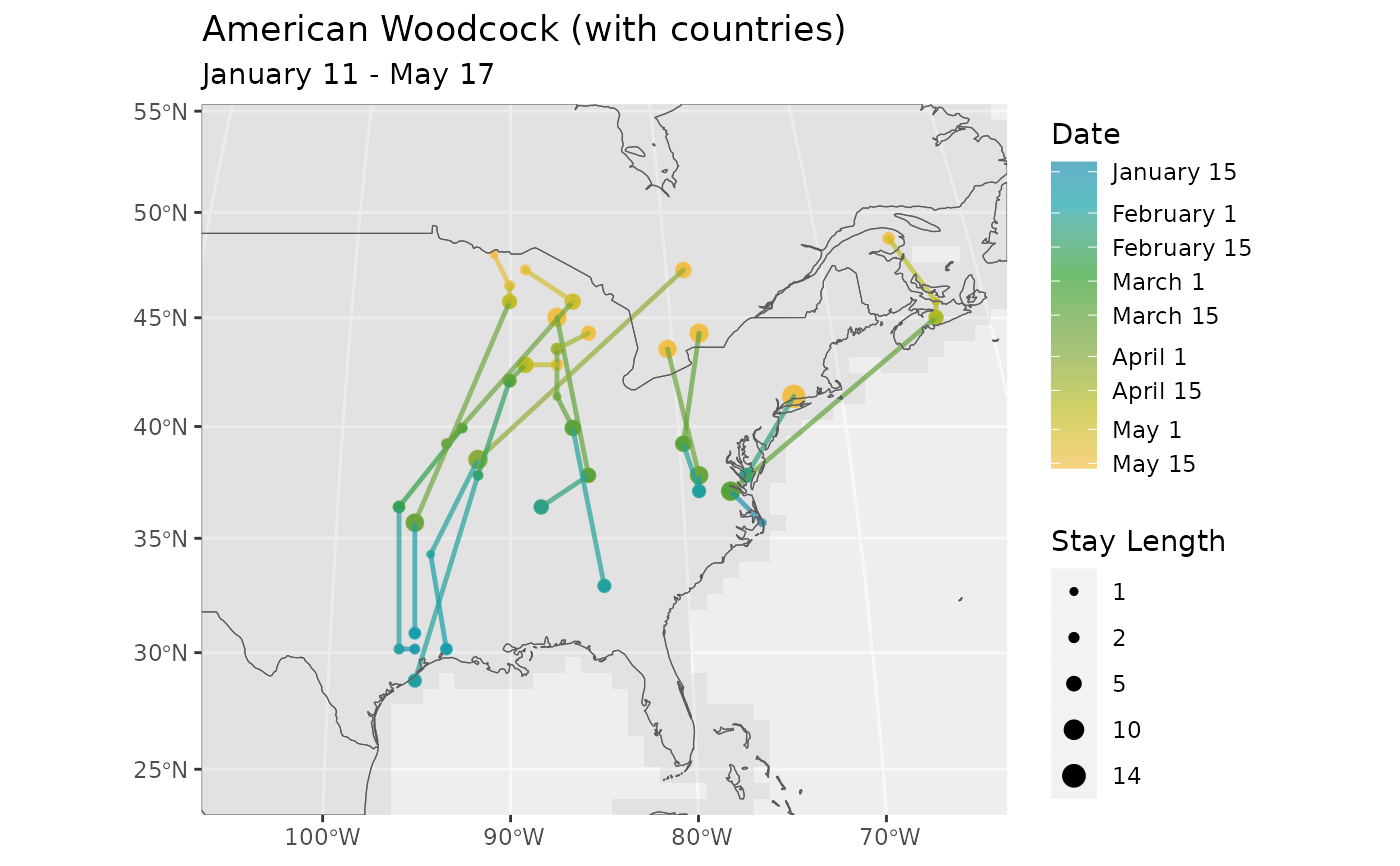 American Woodcock (with countries)
January 11 - May 17
55°N
50°N
45°N
40°N
35°N
30°N
25°N
100°W
90°W
80°W
70°W
Date
January 15
February 1
February 15
March 1
March 15
April 1
April 15
May 1
May 15
Stay Length
1
2
5
10
14